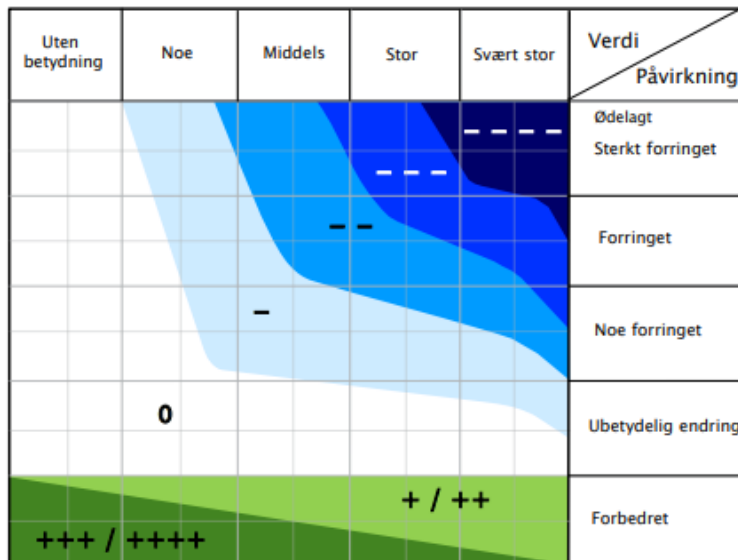 Uten
betydning
Noe
Middels
Stor
Svært stor
Verdi
Påvirkning
Ødelagt
Sterkt forringet
Forringet
Noe forringet
Ubetydelig endring
Forbedret
- - - -
- - -
- -
-
0
+ / ++
+++ / ++++